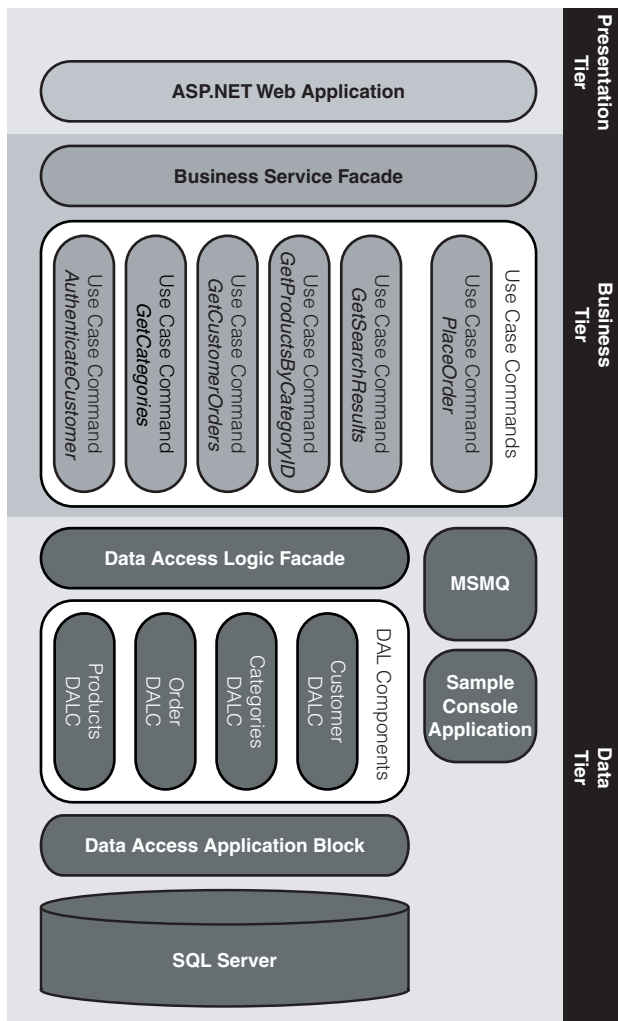 Presentation
Tier
ASP.NET Web Application
Business
Tier
Business Service Facade
Use Case Commands
Use Case Command
AuthenticateCustomer
Use Case Command
GetCategories
Use Case Command
GetCustomerOrders
Use Case Command
GetProductsByCategoryID
Use Case Command
GetSearchResults
Use Case Command
PlaceOrder
Data
Tier
Data Access Logic Facade
MSMQ
Sample
Console
Application
DAL Components
Products
DALC
Order
DALC
Categories
DALC
Customer
DALC
Data Access Application Block
SQL Server